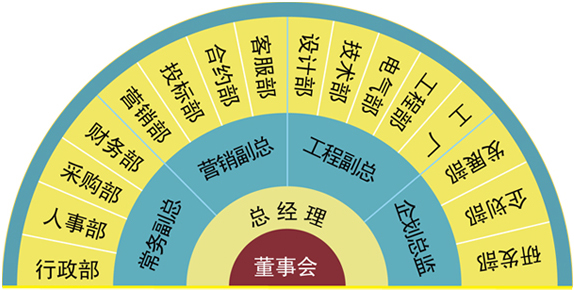 董事会
总经理
常务副总
营销副总
工程副总
企划总监
行政部
人事部
采购部
财务部
营销部
投标部
合约部
客服部
设计部
技术部
电气部
工程部
工厂
发展部
企划部
研发部